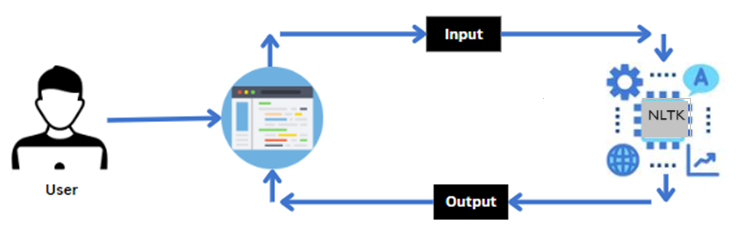 Input
A
NLTK
User
Output